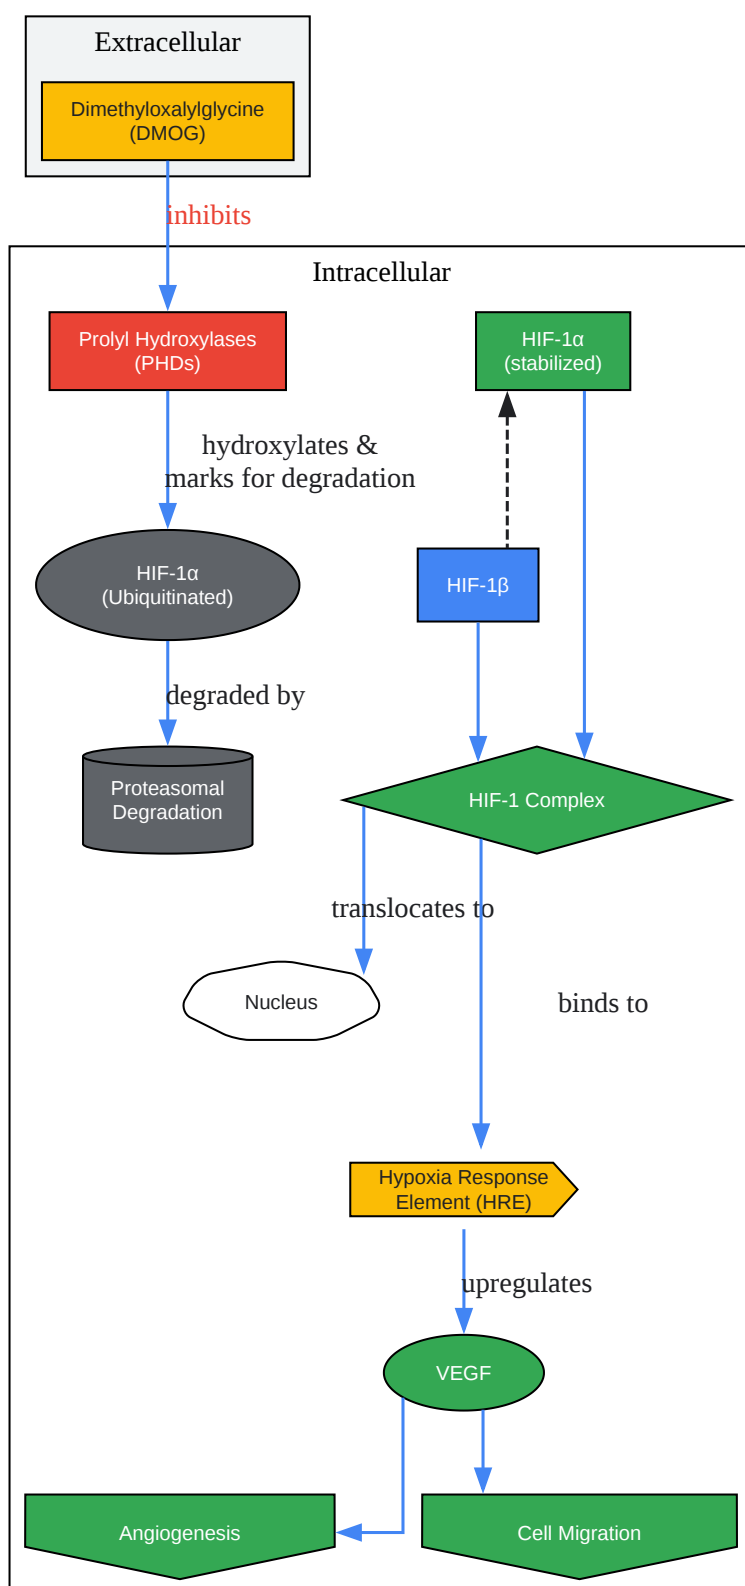 Extracellular
Dimethyloxalylglycine
(DMOG)
inhibits
Intracellular
Prolyl Hydroxylases
(PHDs)
HIF-1α
(stabilized)
hydroxylates &
marks for degradation
HIF-1α
(Ubiquitinated)
HIF-1β
degraded by
Proteasomal
Degradation
HIF-1 Complex
translocates to
Nucleus
binds to
Hypoxia Response
Element (HRE)
upregulates
VEGF
Angiogenesis
Cell Migration